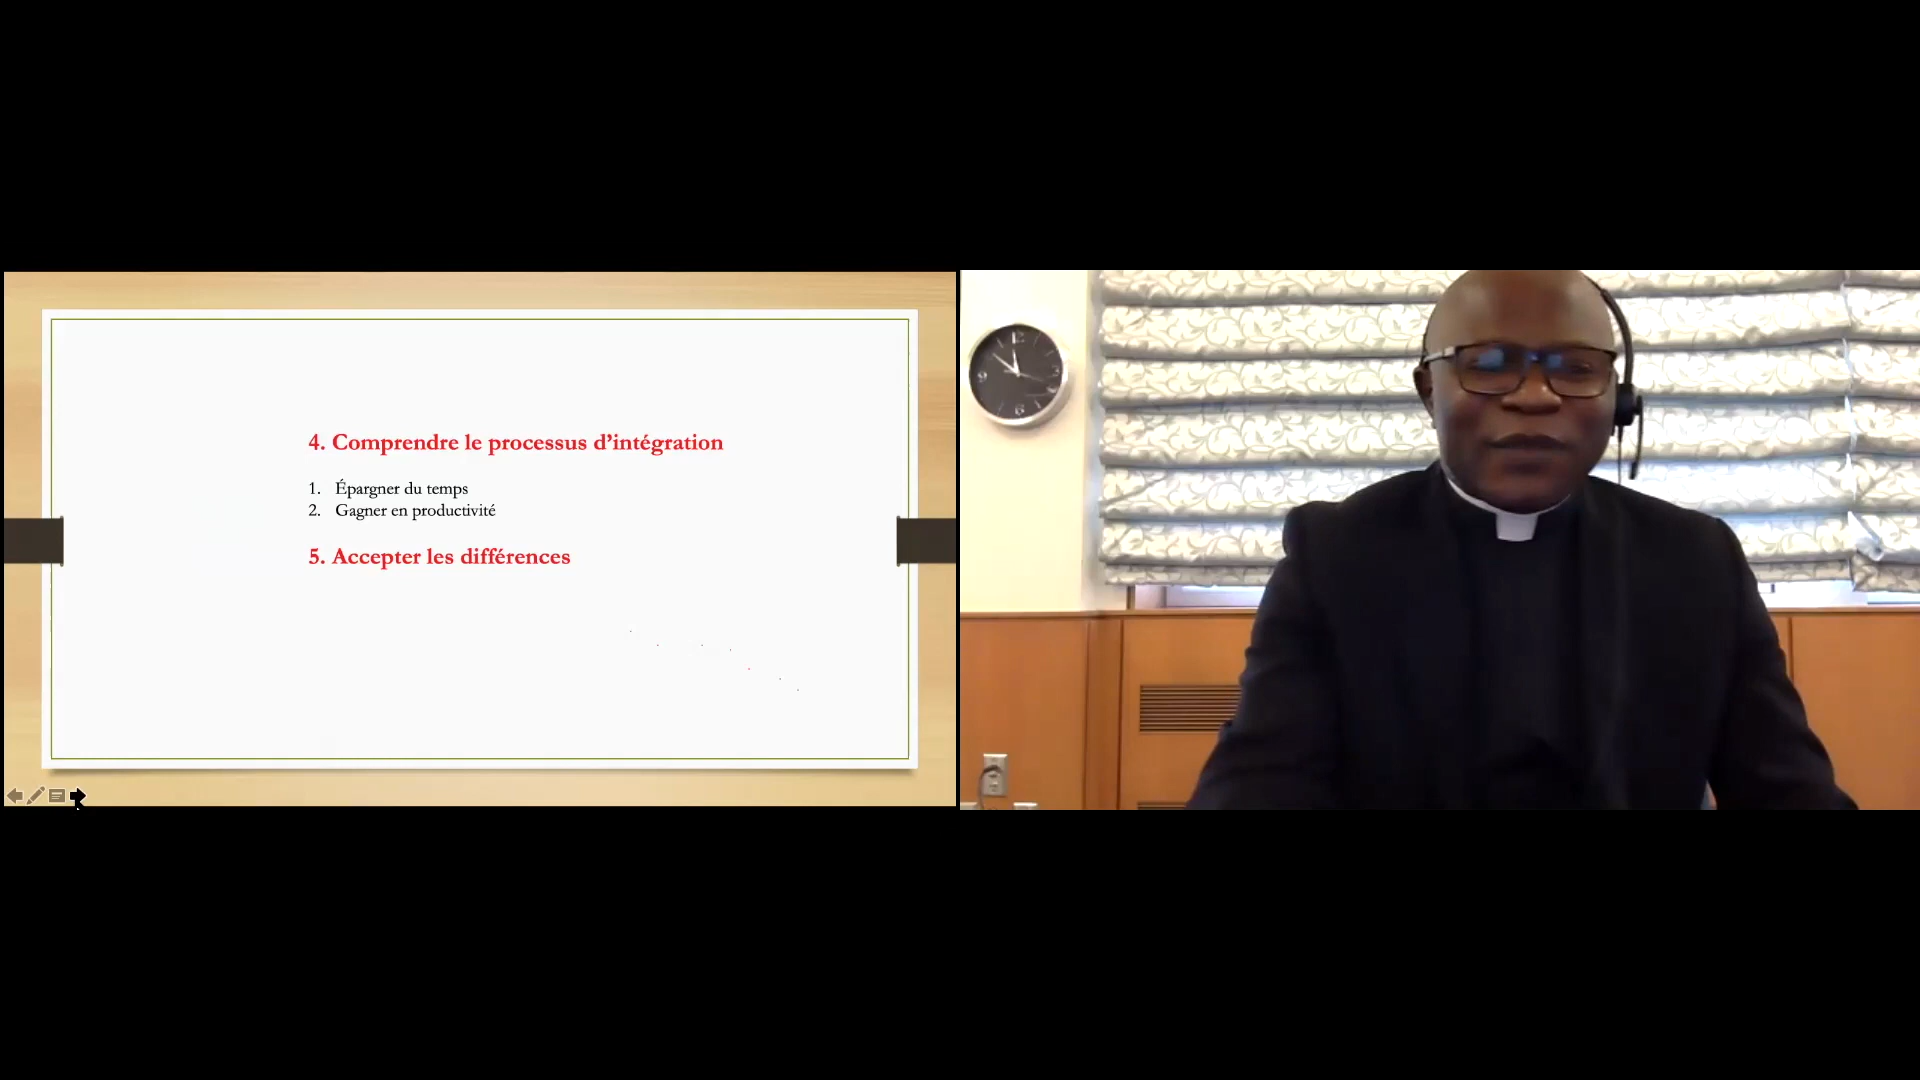 4. Comprendre le processus d’intégration
1. Épargner du temps
2. Gagner en productivité
5. Accepter les différences